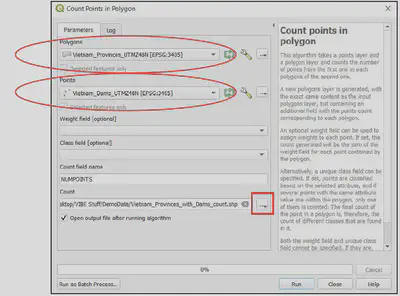 Count Points in Polygon
Parameters
Log
Polygons
Vietnam_Provinces_UTMZ48N [EPSG:3405]
Selected features only
Points
Vietnam_Dams_UTMZ48N [EPSG:3405]
Selected features only
Weight field [optional]
Class field [optional]
Count field name
NUMPOINTS
Count
sktop/VIBE Stuff/DemoData/Vietnam_Provinces_with_Dams_count.shp
Open output file after running algorithm
Count points in
polygon
This algorithm takes a points layer and
a polygon layer and counts the number
of points from the first one in each
polygons of the second one.
A new polygons layer is generated, with
the exact same content as the input
polygons layer, but containing an
additional field with the points count
corresponding to each polygon.
An optional weight field can be used to
assign weights to each point. If set, the
count generated will be the sum of the
weight field for each point contained by
the polygon.
Alternatively, a unique class field can be
specified. If set, points are classified
based on the selected attribute, and if
several points with the same attribute
value are within the polygon, only one
of them is counted. The final count of
the point in a polygon is, therefore, the
count of different classes that are found
in it.
Both the weight field and unique class
field cannot be specified. If they are,
0%
Cancel
Run as Batch Process...
Run
Close
Help